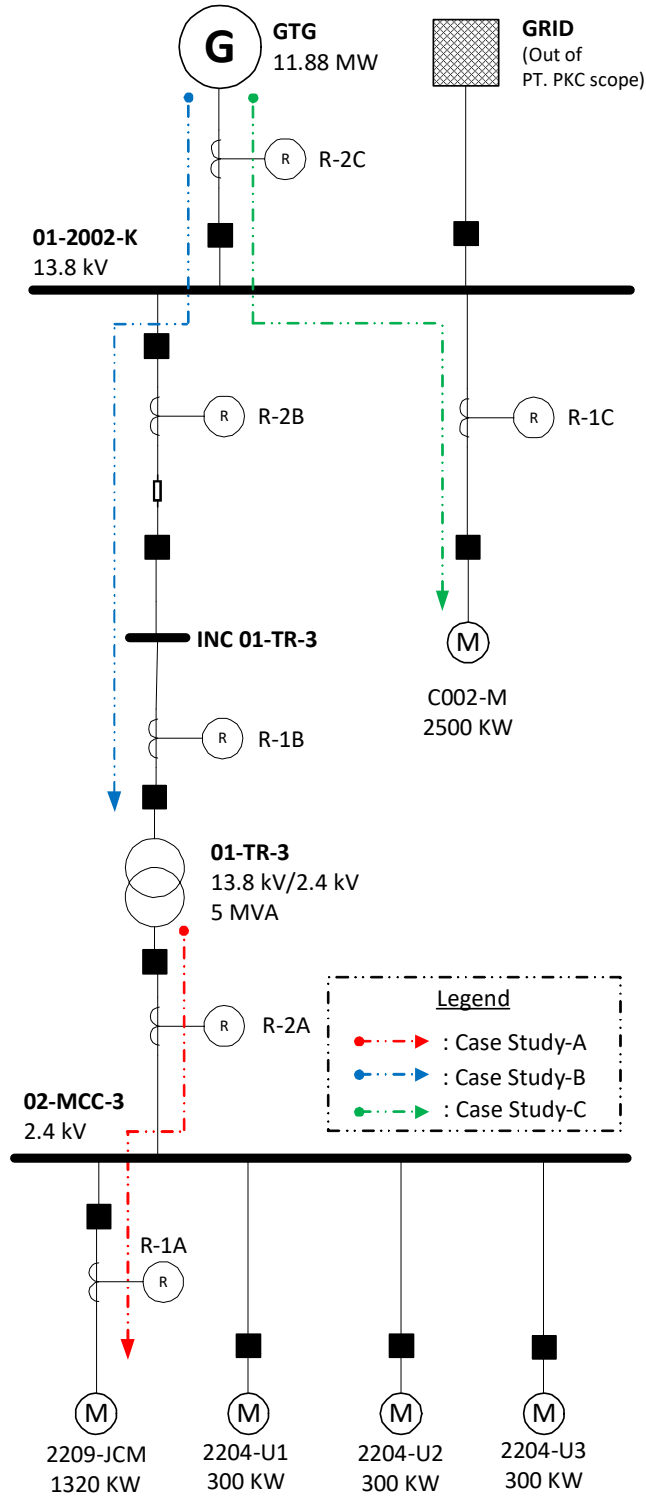 G
GTG
11.88 MW
GRID
(Out of
PT. PKC scope)
R
R-2C
01-2002-K
13.8 kV
R
R-2B
R
R-1C
INC 01-TR-3
M
C002-M
2500 KW
R
R-1B
01-TR-3
13.8 kV/2.4 kV
5 MVA
R
R-2A
Legend
: Case Study-A
: Case Study-B
: Case Study-C
02-MCC-3
2.4 kV
R-1A
R
M
2209-JCM
1320 KW
M
2204-U1
300 KW
M
2204-U2
300 KW
M
2204-U3
300 KW